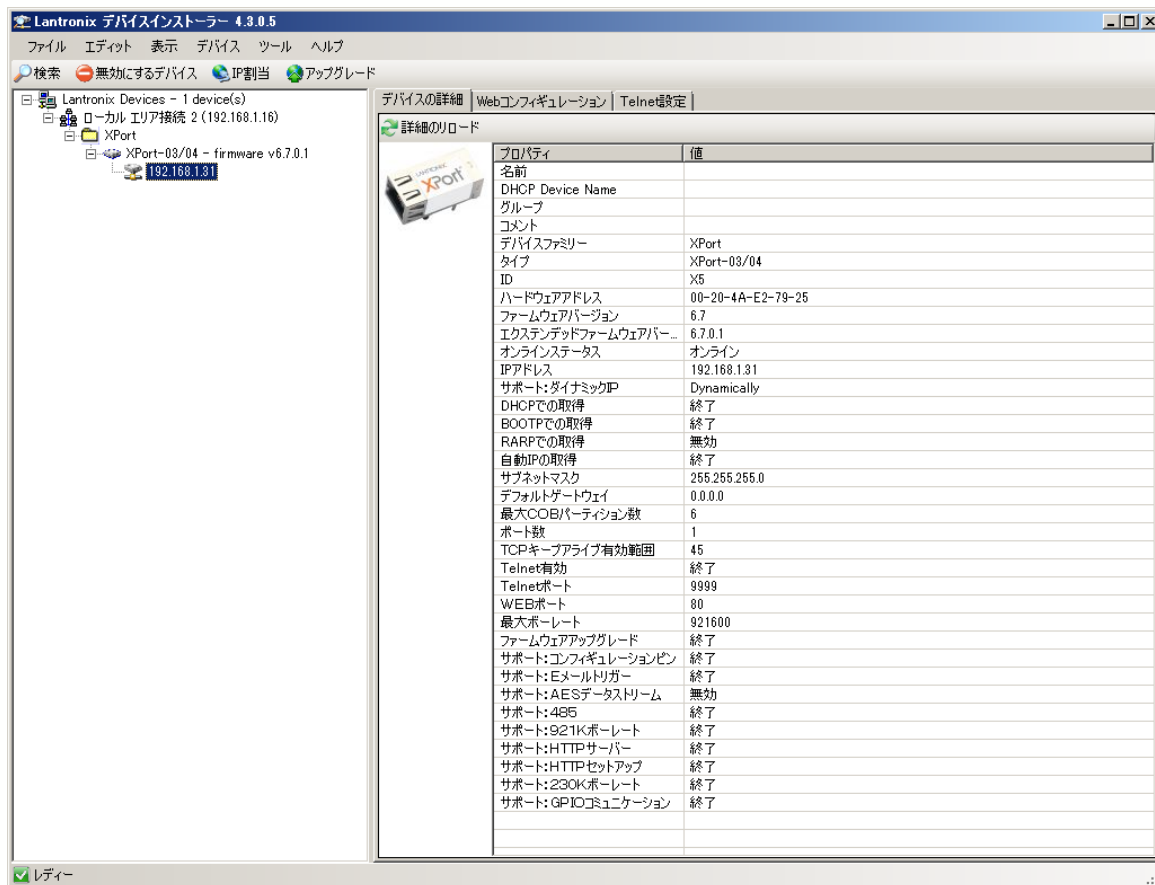 Lantronix デバイスインストーラー 4.3.0.5
ファイル エディット 表示 デバイス ツール ヘルプ
検索 無効にするデバイス IP割当 アップグレード
Lantronix Devices - 1 device(s)
ローカル エリア接続 2 (192.168.1.16)
XPort
XPort-03/04 - firmware v6.7.0.1
192.168.1.31
デバイスの詳細 Webコンフィギュレーション Telnet設定
詳細のリロード
LANTRONIX
XPort
プロパティ 値
名前
DHCP Device Name
グループ
コメント
デバイスファミリー XPort
タイプ XPort-03/04
ID X5
ハードウェアアドレス 00-20-4A-E2-79-25
ファームウェアバージョン 6.7
エクステンデッドファームウェアバー... 6.7.0.1
オンラインステータス オンライン
IPアドレス 192.168.1.31
サポート:ダイナミックIP Dynamically
DHCPでの取得 終了
BOOTPでの取得 終了
RARPでの取得 無効
自動IPの取得 終了
サブネットマスク 255.255.255.0
デフォルトゲートウェイ 0.0.0.0
最大COBパーティション数 6
ポート数 1
TCPキープアライブ有効範囲 45
Telnet有効 終了
Telnetポート 9999
WEBポート 80
最大ボーレート 921600
ファームウェアアップグレード 終了
サポート:コンフィギュレーションピン 終了
サポート:Eメールトリガー 終了
サポート:AESデータストリーム 無効
サポート:485 終了
サポート:921Kボーレート 終了
サポート:HTTPサーバー 終了
サポート:HTTPセットアップ 終了
サポート:230Kボーレート 終了
サポート:GPIOコミュニケーション 終了
レディー